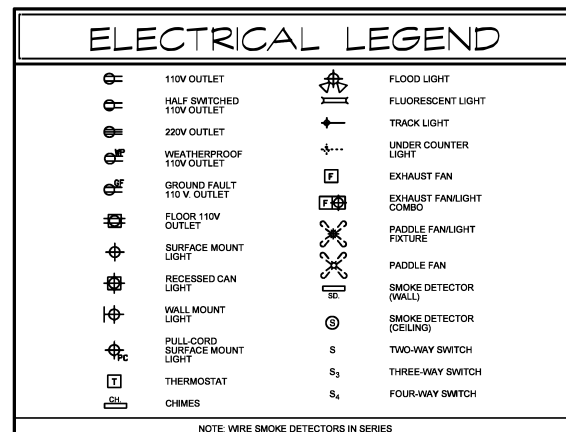 ELECTRICAL LEGEND
110V OUTLET
HALF SWITCHED
110V OUTLET
220V OUTLET
WP
WEATHERPROOF
110V OUTLET
GF
GROUND FAULT
110 V. OUTLET
FLOOR 110V
OUTLET
SURFACE MOUNT
LIGHT
RECESSED CAN
LIGHT
WALL MOUNT
LIGHT
PC
PULL-CORD
SURFACE MOUNT
LIGHT
T
THERMOSTAT
CH.
CHIMES
FLOOD LIGHT
FLUORESCENT LIGHT
TRACK LIGHT
UNDER COUNTER
LIGHT
F
EXHAUST FAN
F
EXHAUST FAN/LIGHT
COMBO
PADDLE FAN/LIGHT
FIXTURE
PADDLE FAN
SD.
SMOKE DETECTOR
(WALL)
S
SMOKE DETECTOR
(CEILING)
S
TWO-WAY SWITCH
S3
THREE-WAY SWITCH
S4
FOUR-WAY SWITCH
NOTE: WIRE SMOKE DETECTORS IN SERIES